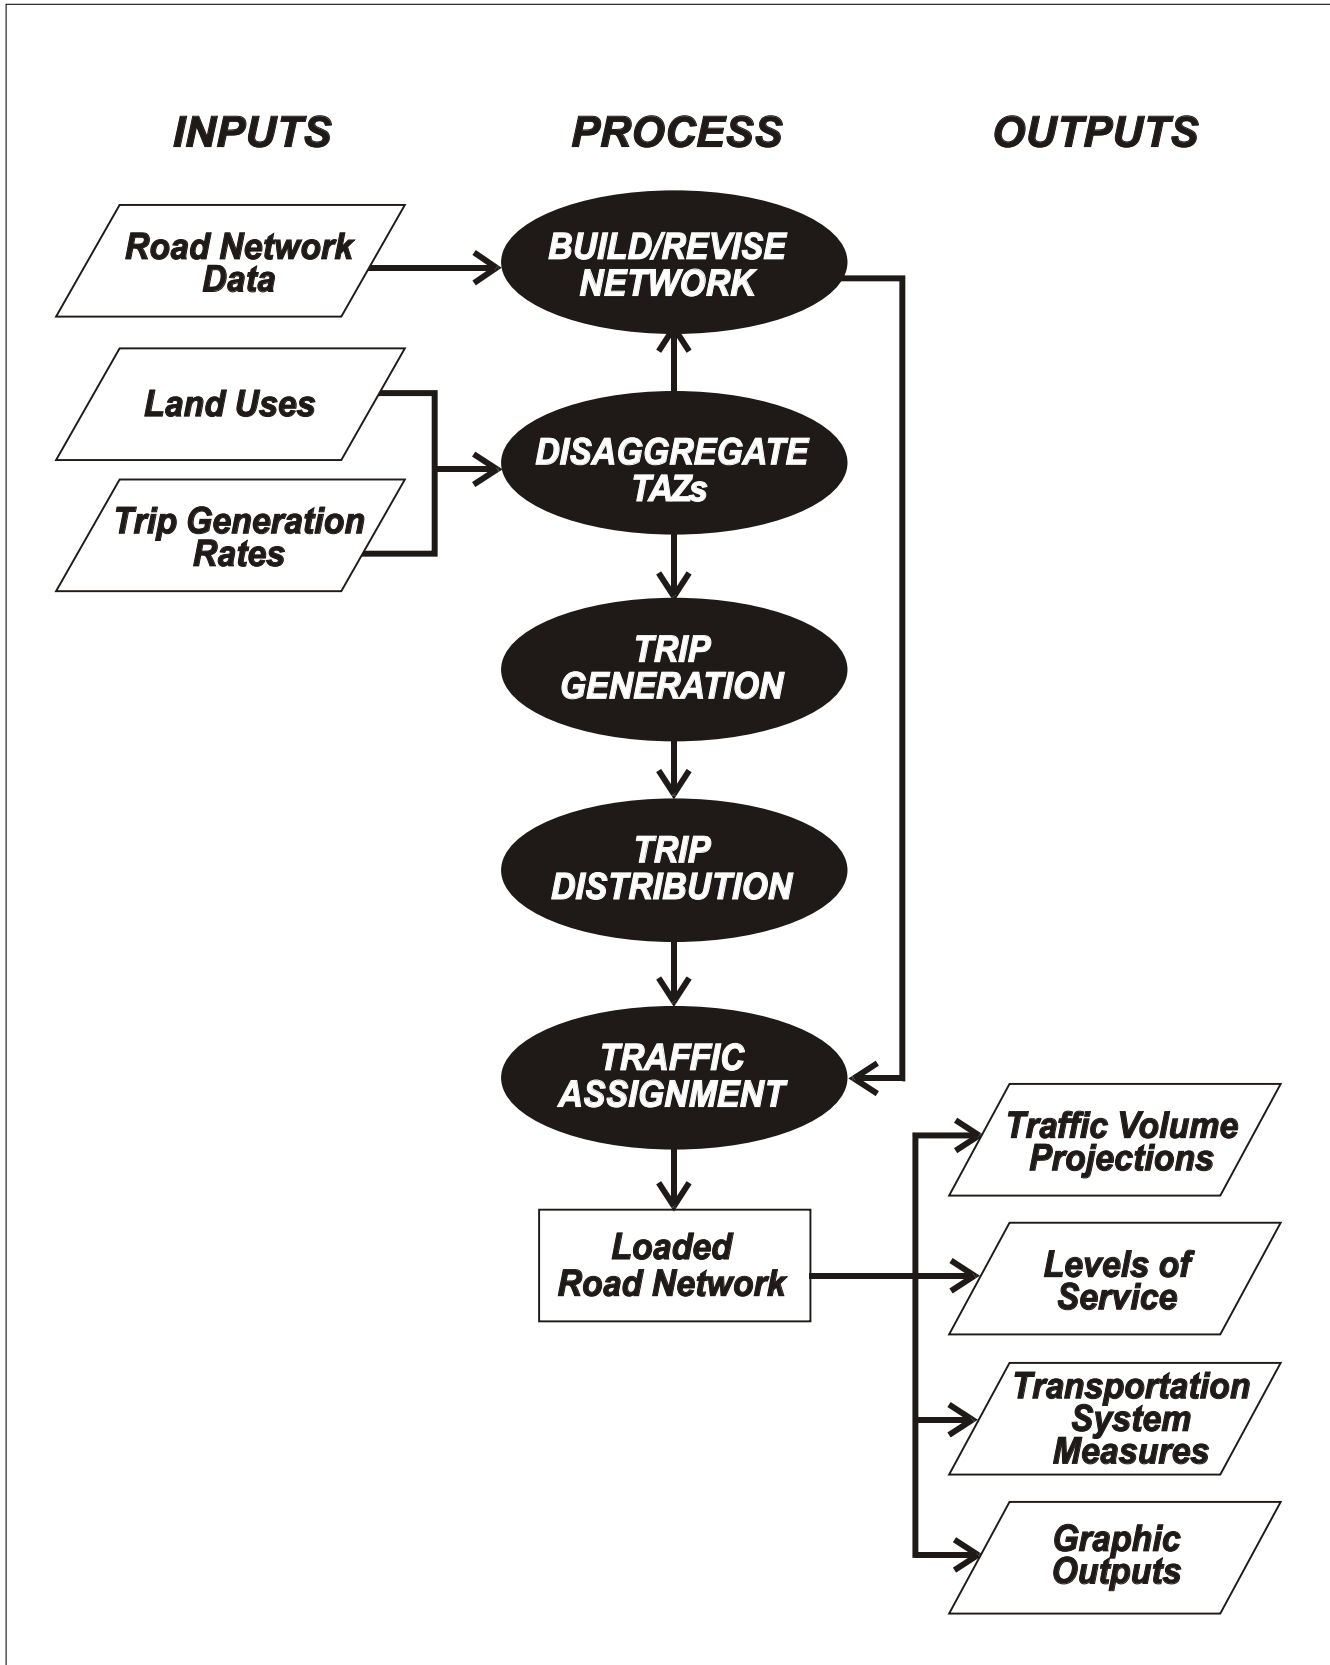 INPUTS
PROCESS
OUTPUTS
Road Network
Data
BUILD/REVISE
NETWORK
Land Uses
Trip Generation
Rates
DISAGGREGATE
TAZs
TRIP
GENERATION
TRIP
DISTRIBUTION
TRAFFIC
ASSIGNMENT
Loaded
Road Network
Traffic Volume
Projections
Levels of
Service
Transportation
System
Measures
Graphic
Outputs